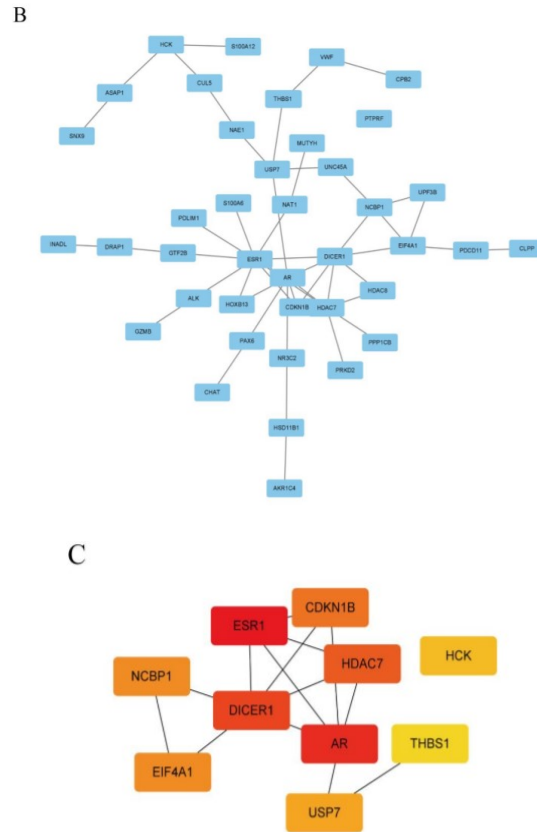 B
HCK
S100A12
VWF
CUL5
CPB2
ASAP1
THBS1
PTPRF
NAE1
SNX9
MUTYH
USP7
UNC45A
UPF3B
S100A6
NAT1
NCBP1
PDLIM1
INADL
DRAP1
EIF4A1
GTF2B
ESR1
DICER1
PDCD11
CLPP
AR
ALK
HDAC6
HOXB13
CDKN1B
HDAC7
GZMB
PAX6
PPP1CB
NR3C2
PRKD2
CHAT
HSD11B1
AKR1C4
C
CDKN1B
ESR1
HDAC7
HCK
NCBP1
DICER1
AR
THBS1
EIF4A1
USP7